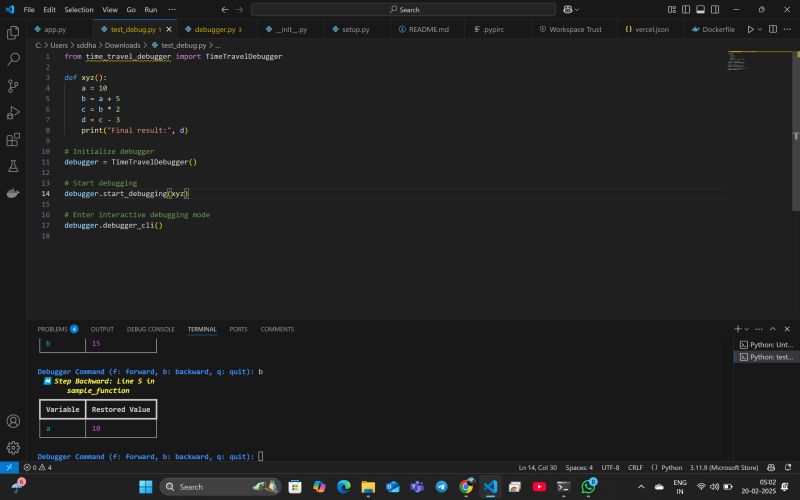 File Edit Selection View Go Run ... Search
app.py test_debug.py 1 debugger.py 3 __init__.py setup.py README.md .pypirc Workspace Trust vercel.json Dockerfile
C: > Users > sddha > Downloads > test_debug.py > ...
1 from time_travel_debugger import TimeTravelDebugger
2
3 def xyz():
4 a = 10
5 b = a + 5
6 c = b * 2
7 d = c - 3
8 print("Final result:", d)
9
10 # Initialize debugger
11 debugger = TimeTravelDebugger()
12
13 # Start debugging
14 debugger.start_debugging(xyz)
15
16 # Enter interactive debugging mode
17 debugger.debugger_cli()
18
PROBLEMS 4 OUTPUT DEBUG CONSOLE TERMINAL PORTS COMMENTS
b 15
Python: Unt...
Python: test...
Debugger Command (f: forward, b: backward, q: quit): b
Step Backward: Line 5 in
sample_function
Variable Restored Value
a 10
Debugger Command (f: forward, b: backward, q: quit):
0 4 Ln 14, Col 30 Spaces: 4 UTF-8 CRLF {} Python 3.11.9 (Microsoft Store)
Search
ENG
IN
05:02
20-02-2025